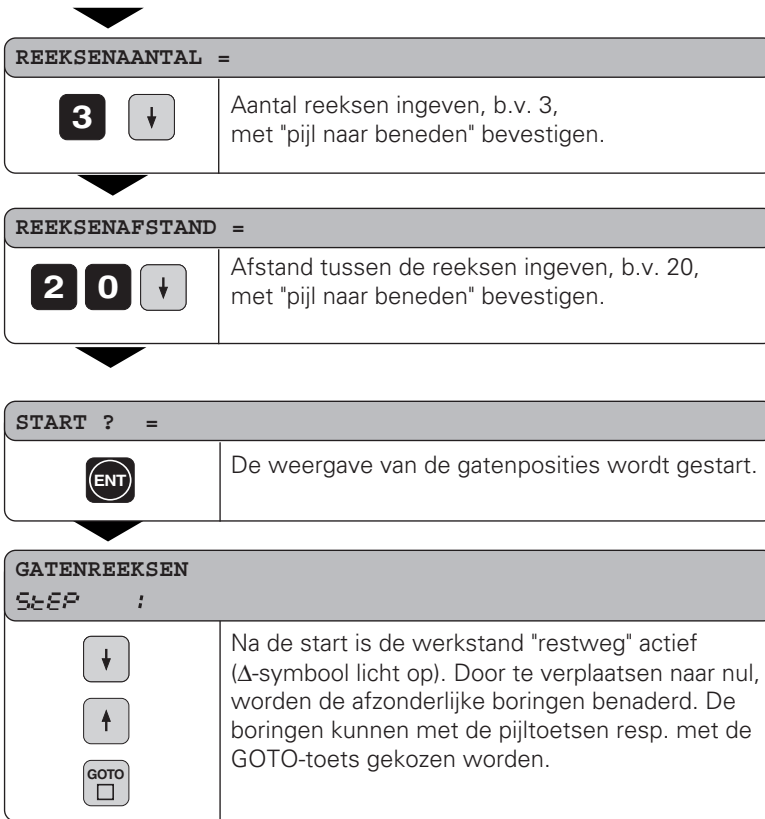 REEKSENAANTAL =
3
Aantal reeksen ingeven, b.v. 3,
met "pijl naar beneden" bevestigen.
REEKSENAFSTAND =
2 0
Afstand tussen de reeksen ingeven, b.v. 20,
met "pijl naar beneden" bevestigen.
START ? =
ENT
De weergave van de gatenposities wordt gestart.
GATENREEKSEN
StEP 1
Na de start is de werkstand "restweg" actief
(Δ-symbool licht op). Door te verplaatsen naar nul,
worden de afzonderlijke boringen benaderd. De
boringen kunnen met de pijltoetsen resp. met de
GOTO-toets gekozen worden.
GOTO